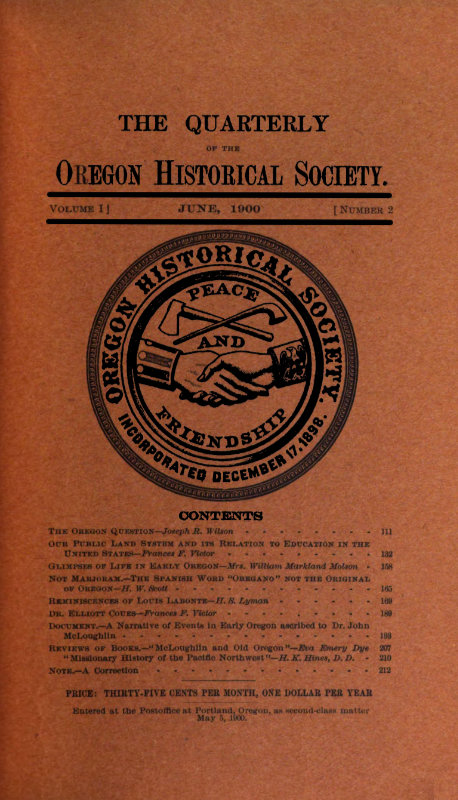 THE QUARTERLY
OF THE
OREGON HISTORICAL SOCIETY.
VOLUME I] JUNE, 1900 [NUMBER 2
OREGON HISTORICAL SOCIETY.
PEACE
AND
FRIENDSHIP
INCORPORATED DECEMBER 17, 1898.
CONTENTS
THE OREGON QUESTION—Joseph R. Wilson - - - - - - - - 111
OUR PUBLIC LAND SYSTEM AND ITS RELATION TO EDUCATION IN THE
UNITED STATES—Frances F. Victor - - - - - - - - 132
GLIMPSES OF LIFE IN EARLY OREGON—Mrs. William Markland Molson - 158
NOT MARJORAM.—THE SPANISH WORD "OREGANO" NOT THE ORIGINAL
OF OREGON—H. W. Scott - - - - - - - - 165
REMINISCENCES OF LOUIS LABONTE—H. S. Lyman - - - - - 169
DR. ELLIOTT COUES—Frances F. Victor - - - - - - - 189
DOCUMENT.—A Narrative of Events in Early Oregon ascribed to Dr. John
McLoughlin - - - - - - - - - - - 193
REVIEWS OF BOOKS.—"McLoughlin and Old Oregon"—Eva Emery Dye 207
"Missionary History of the Pacific Northwest"—H. K. Hines, D. D. - 210
NOTE.—A Correction - - - - - - - - - - 212
PRICE: THIRTY-FIVE CENTS PER MONTH, ONE DOLLAR PER YEAR
Entered at the Postoffice at Portland, Oregon, as second-class matter
May 5, 1900.